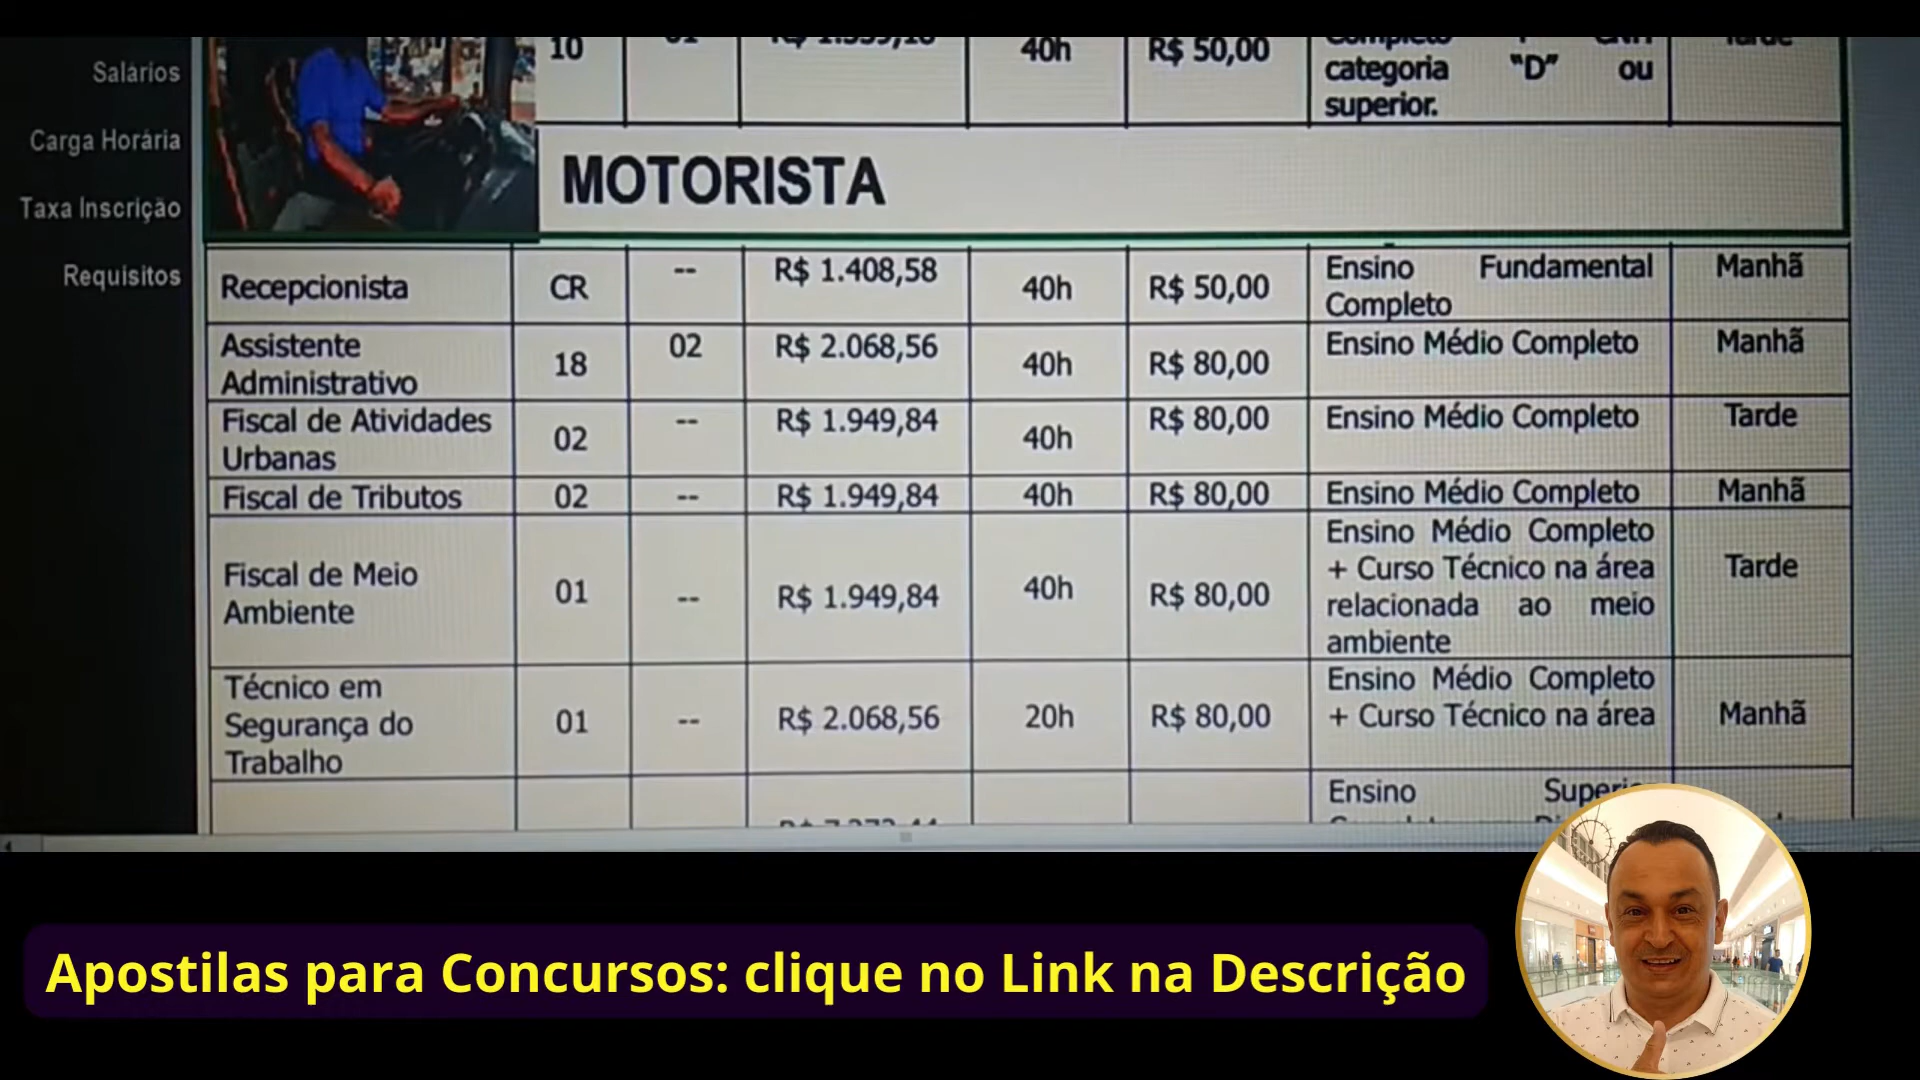 Salários
Carga Horária
Taxa Inscrição
Requisitos
10
40h
R$ 50,00
categoria "D" ou
superior.
MOTORISTA
Recepcionista CR -- R$ 1.408,58 40h R$ 50,00 Ensino Fundamental Completo Manhã
Assistente Administrativo 18 02 R$ 2.068,56 40h R$ 80,00 Ensino Médio Completo Manhã
Fiscal de Atividades Urbanas 02 -- R$ 1.949,84 40h R$ 80,00 Ensino Médio Completo Tarde
Fiscal de Tributos 02 -- R$ 1.949,84 40h R$ 80,00 Ensino Médio Completo Manhã
Fiscal de Meio Ambiente 01 -- R$ 1.949,84 40h R$ 80,00 Ensino Médio Completo + Curso Técnico na área relacionada ao meio ambiente Tarde
Técnico em Segurança do Trabalho 01 -- R$ 2.068,56 20h R$ 80,00 Ensino Médio Completo + Curso Técnico na área Manhã
Ensino
Apostilas para Concursos: clique no Link na Descrição